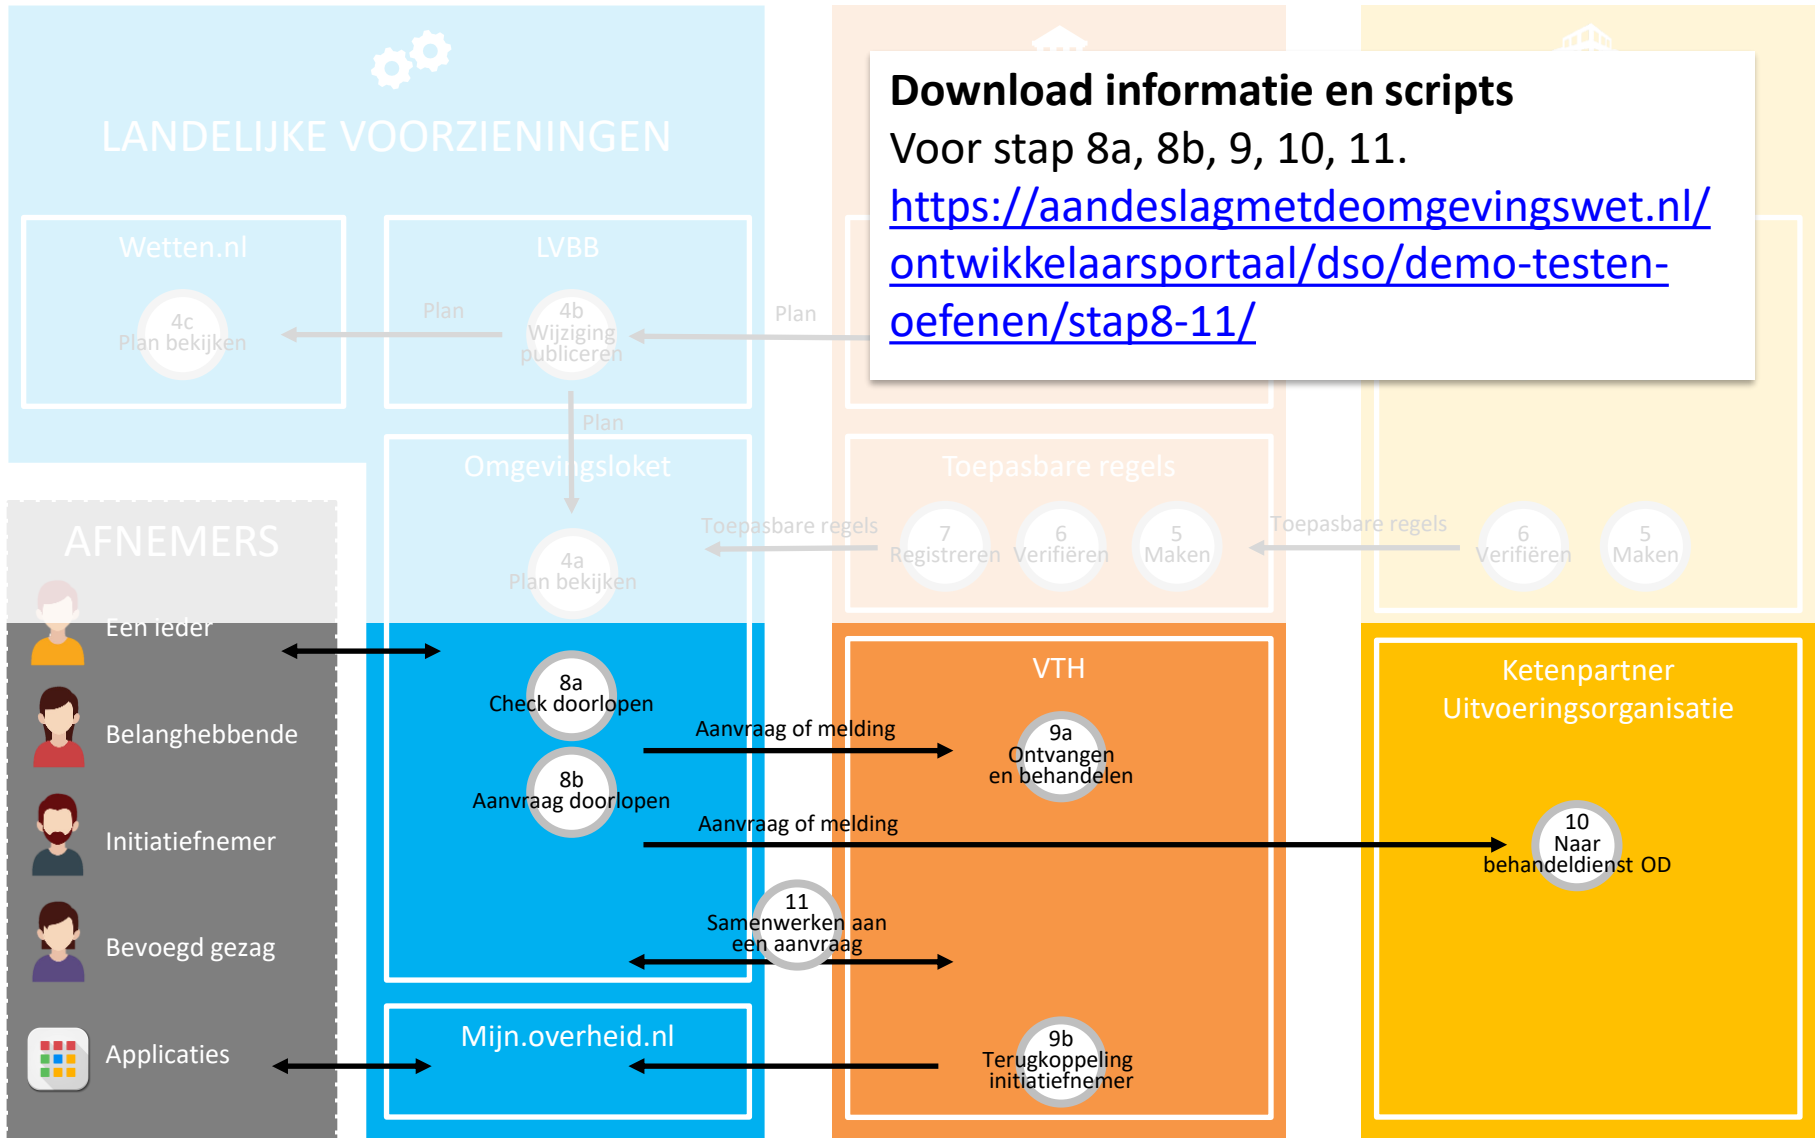 LANDELIJKE VOORZIENINGEN
Download informatie en scripts
Voor stap 8a, 8b, 9, 10, 11.
https://aandeslagmetdeomgevingswet.nl/
ontwikkelaarsportaal/dso/demo-testen-
oefenen/stap8-11/
Wetten.nl
4c
Plan bekijken
Plan
LVBB
4b
Wijziging
publiceren
Plan
Plan
Omgevingsloket
4a
Plan bekijken
Toepasbare regels
Toepasbare regels
7
Registreren
6
Verifiëren
5
Maken
Toepasbare regels
6
Verifiëren
5
Maken
AFNEMERS
Een ieder
Belanghebbende
Initiatiefnemer
Bevoegd gezag
Applicaties
8a
Check doorlopen
8b
Aanvraag doorlopen
Aanvraag of melding
Aanvraag of melding
11
Samenwerken aan
een aanvraag
Mijn.overheid.nl
VTH
9a
Ontvangen
en behandelen
9b
Terugkoppeling
initiatiefnemer
Ketenpartner
Uitvoeringsorganisatie
10
Naar
behandeldienst OD